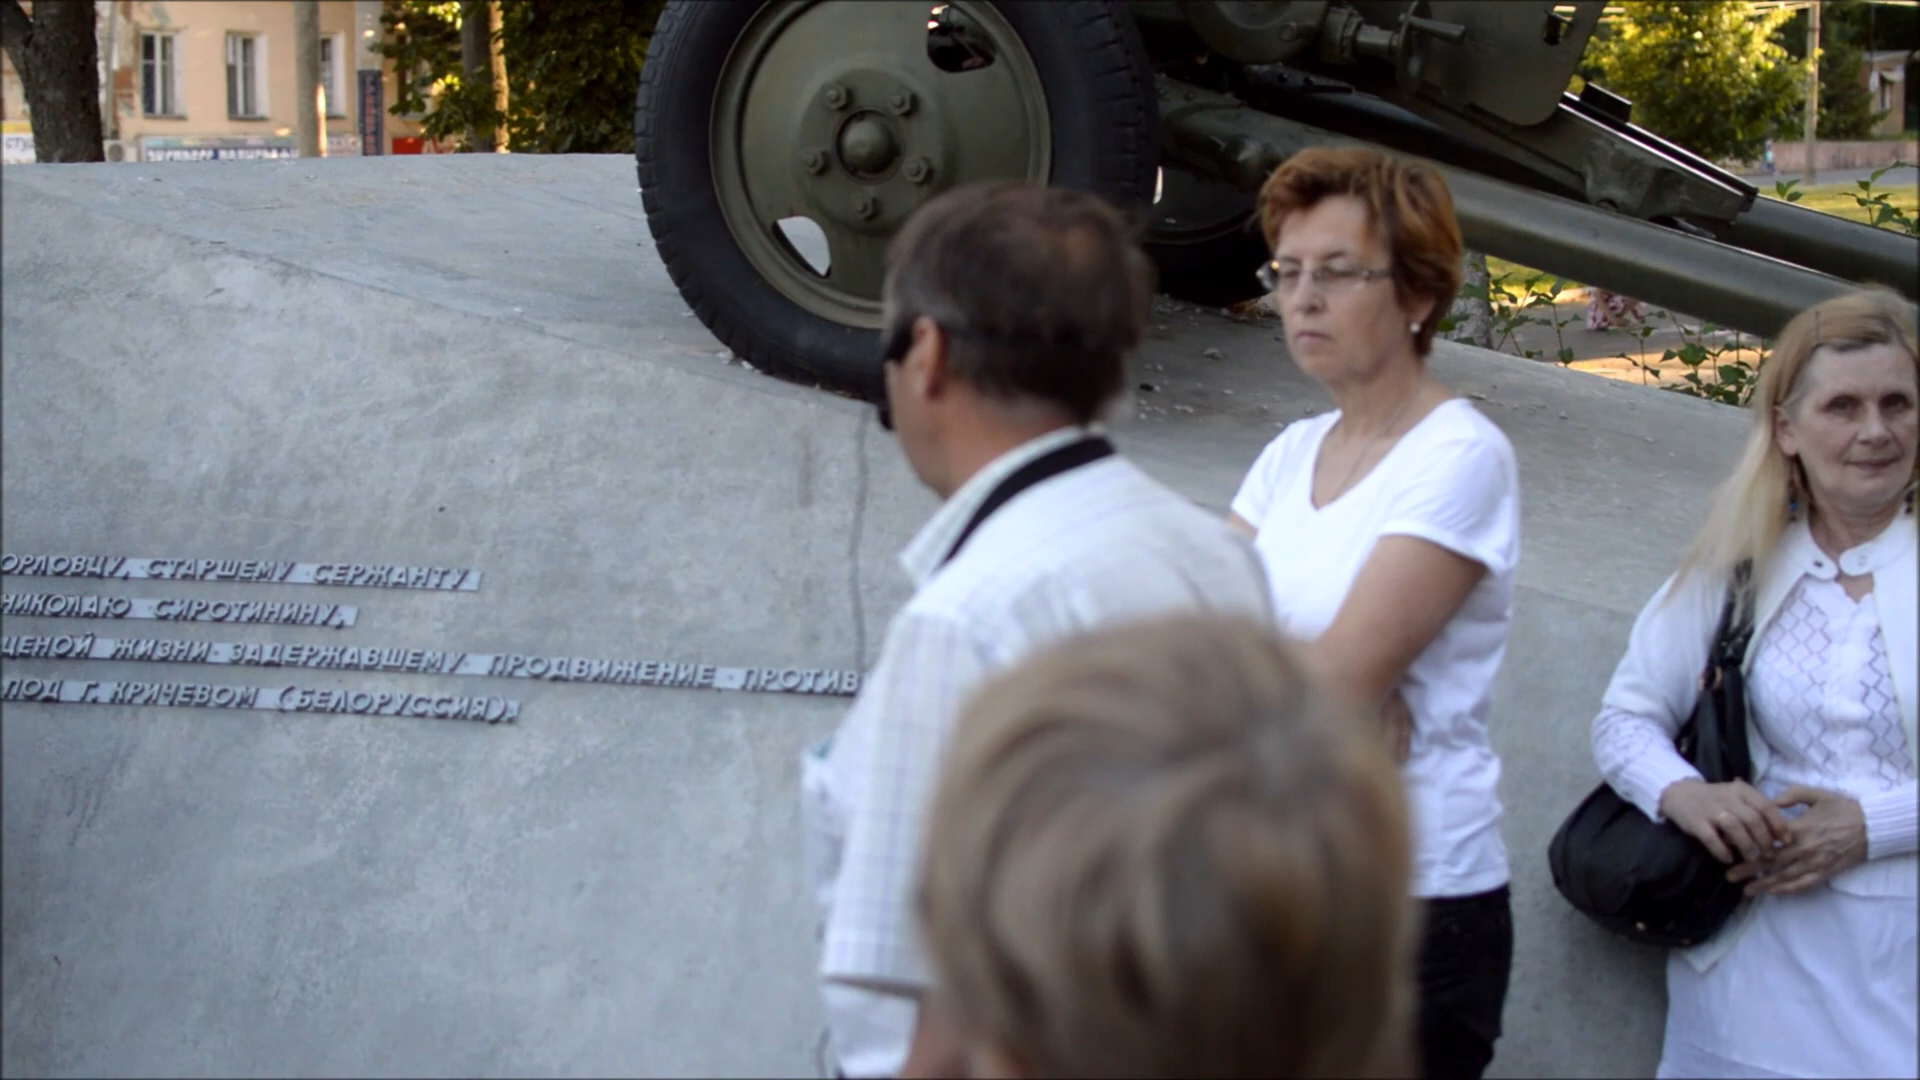 ОРЛОВЦУ, СТАРШЕМУ СЕРЖАНТУ
НИКОЛАЮ СИРОТИНИНУ,
ЦЕНОЙ ЖИЗНИ ЗАДЕРЖАВШЕМУ ПРОДВИЖЕНИЕ ПРОТИВ
ПОД Г. КРИЧЕВОМ (БЕЛОРУССИЯ).